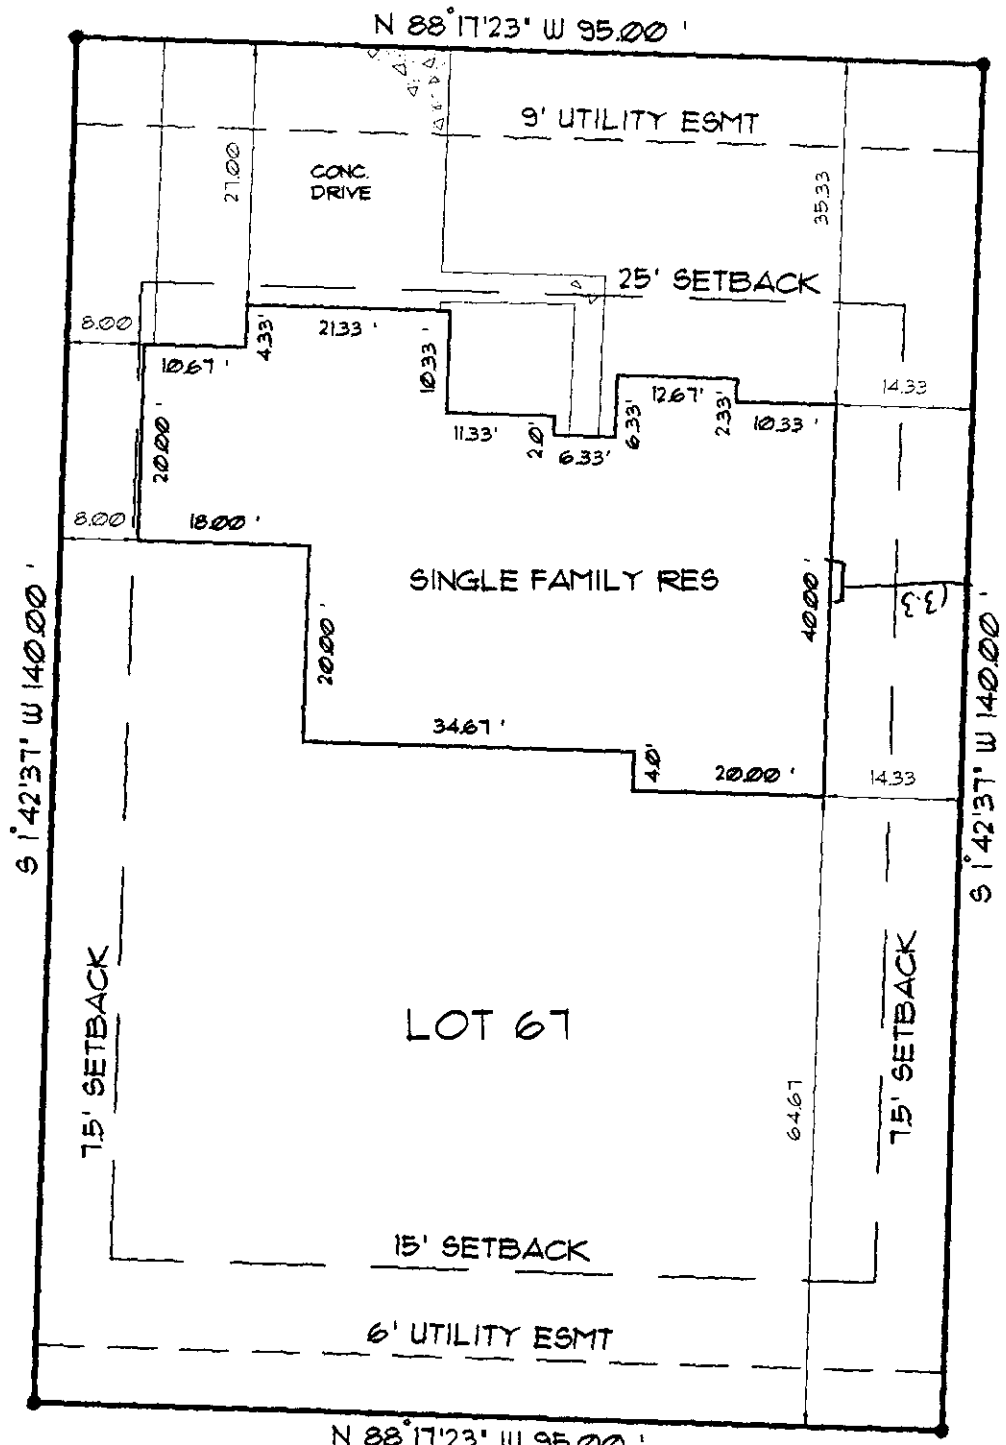 N 88°17'23" W 95.00 '
9' UTILITY ESMT
27.00
CONC.
DRIVE
35.33
25' SETBACK
8.00
21.33 '
4.33'
10.33 '
10.67 '
12.67'
14.33
20.00 '
11.33'
2.0'
6.33'
6.33'
2.33'
10.33 '
8.00
18.00 '
SINGLE FAMILY RES
40.00 '
S 1°42'37" W 140.00 '
20.00 '
S 1°42'37" W 140.00 '
34.67 '
4.0'
20.00 '
14.33
7.5' SETBACK
LOT 67
7.5' SETBACK
64.67
15' SETBACK
6' UTILITY ESMT
N 88°17'23" W 95.00 '